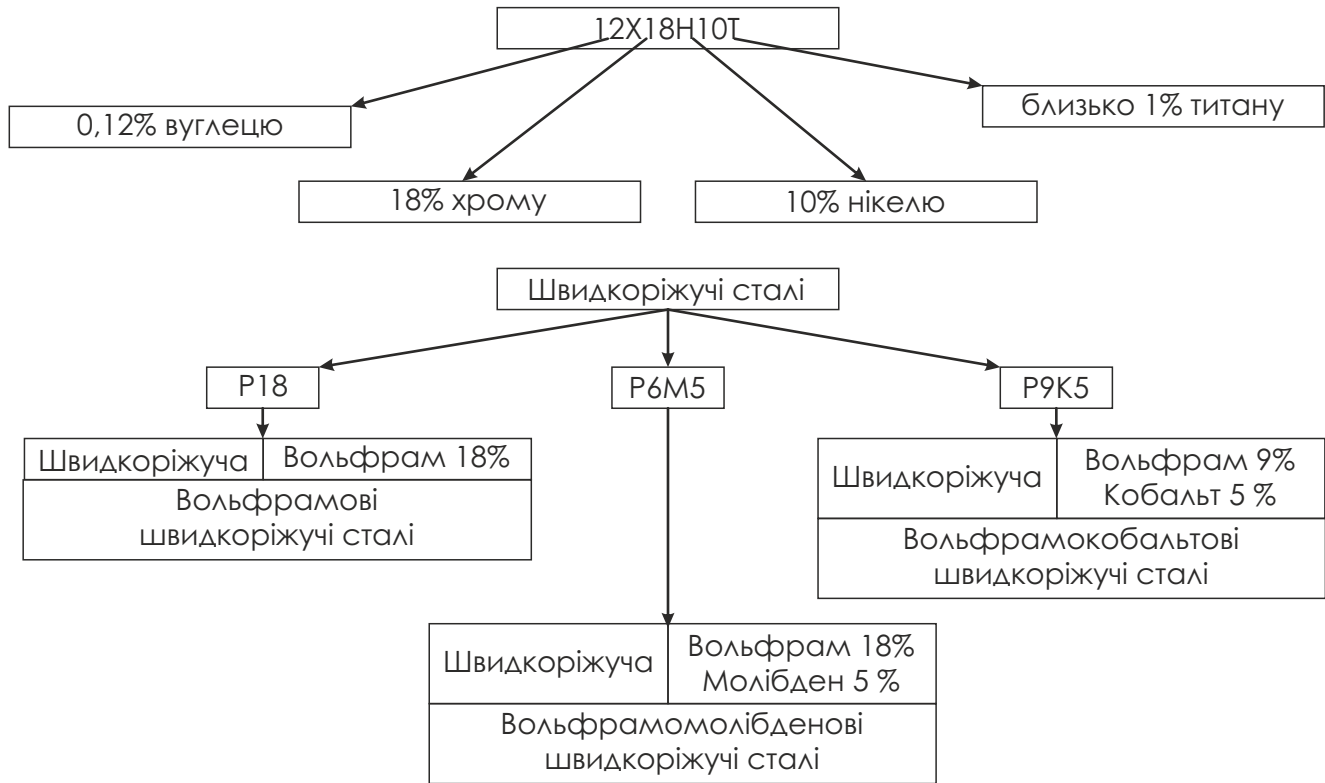 12Х18Н10Т
0,12% вуглецю
близько 1% титану
18% хрому
10% нікелю
Швидкоріжучі сталі
Р18
Р6М5
Р9К5
Швидкоріжуча
Вольфрам 18%
Вольфрамові
швидкоріжучі сталі
Швидкоріжуча
Вольфрам 9%
Кобальт 5 %
Вольфрамокобальтові
швидкоріжучі сталі
Швидкоріжуча
Вольфрам 18%
Молібден 5 %
Вольфрамомолібденові
швидкоріжучі сталі